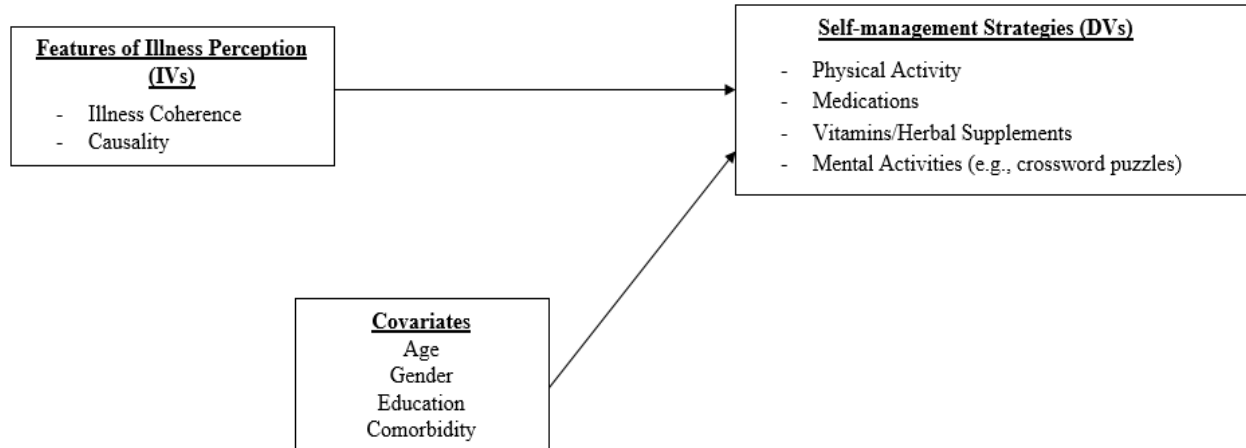 Features of Illness Perception
(IVs)
- Illness Coherence
- Causality
Self-management Strategies (DVs)
- Physical Activity
- Medications
- Vitamins/Herbal Supplements
- Mental Activities (e.g., crossword puzzles)
Covariates
Age
Gender
Education
Comorbidity